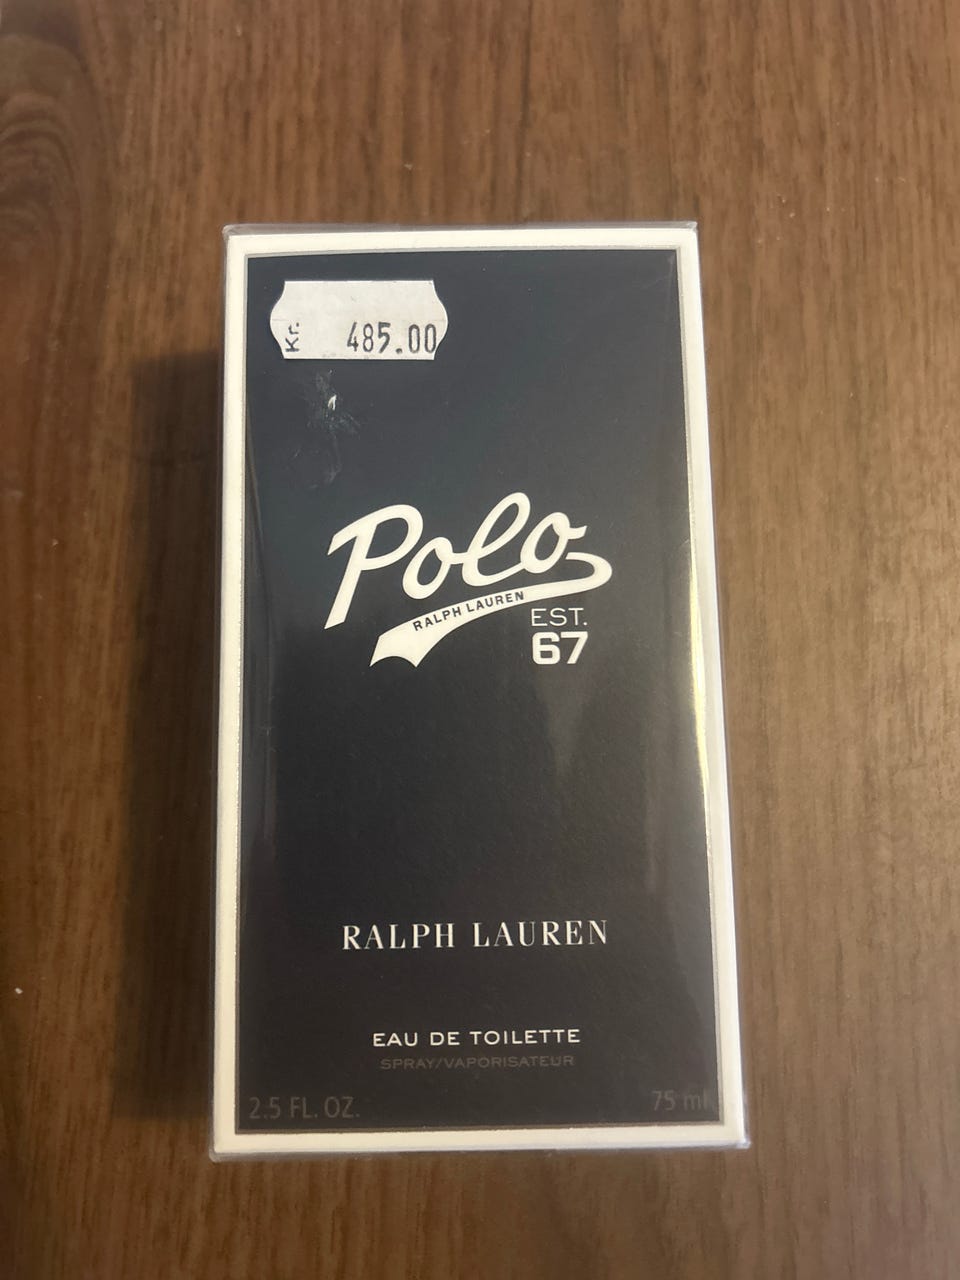 Kr. 485.00
Polo
RALPH LAUREN
EST.
67
RALPH LAUREN
EAU DE TOILETTE
SPRAY/VAPORISATEUR
2.5 FL. OZ. 75 ml